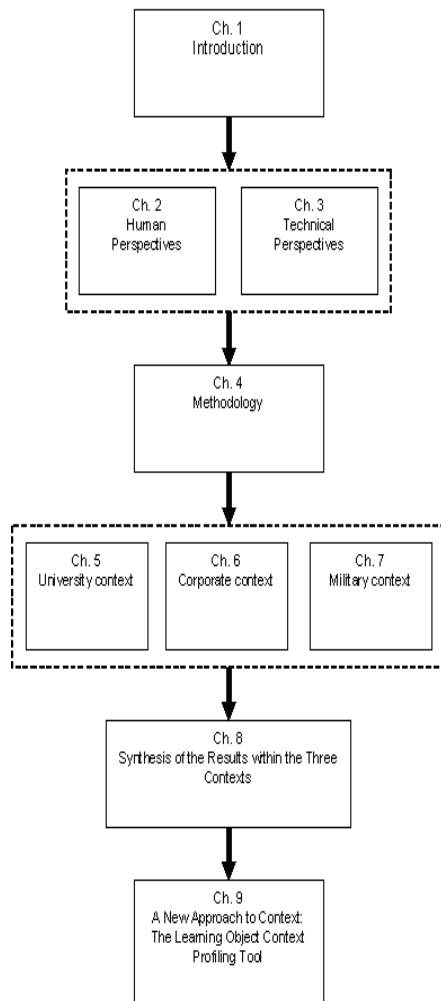 Ch. 1
Introduction
Ch. 2
Human
Perspectives
Ch. 3
Technical
Perspectives
Ch. 4
Methodology
Ch. 5
University context
Ch. 6
Corporate context
Ch. 7
Military context
Ch. 8
Synthesis of the Results within the Three
Contexts
Ch. 9
A New Approach to Context:
The Learning Object Context
Profiling Tool